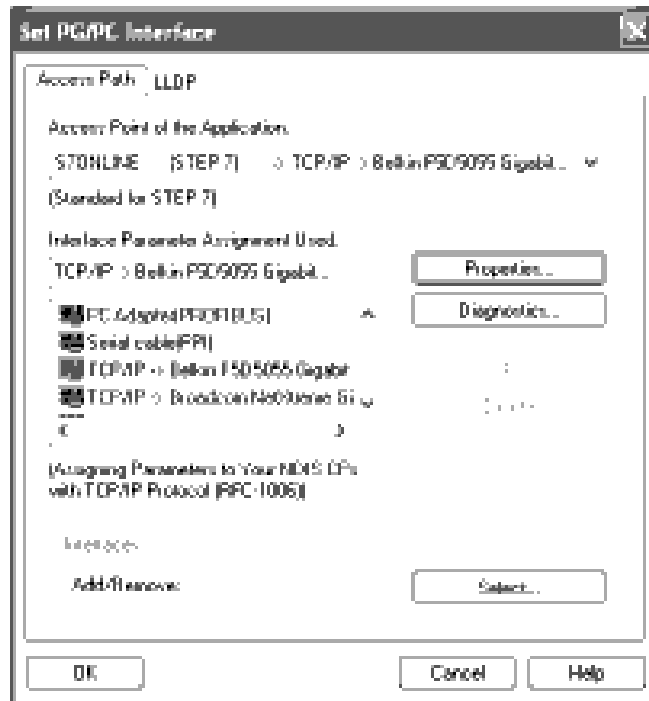 Set PG/PC Interface
Access Path LLDP
Access Point of the Application:
S7ONLINE (STEP 7) -> TCP/IP -> Belkin F5D5055 Gigabit...
(Standard for STEP 7)
Interface Parameter Assignment Used:
TCP/IP -> Belkin F5D5055 Gigabit...
Properties...
Diagnostics...
PC Adapter(PROFIBUS)
Serial cable(PPI)
TCP/IP -> Belkin F5D5055 Gigabit
TCP/IP -> Broadcom NetXtreme Gi
(Assigning Parameters to Your NDIS CPs
with TCP/IP Protocol (RFC-1006))
Interfaces
Add/Remove:
Select...
OK
Cancel
Help